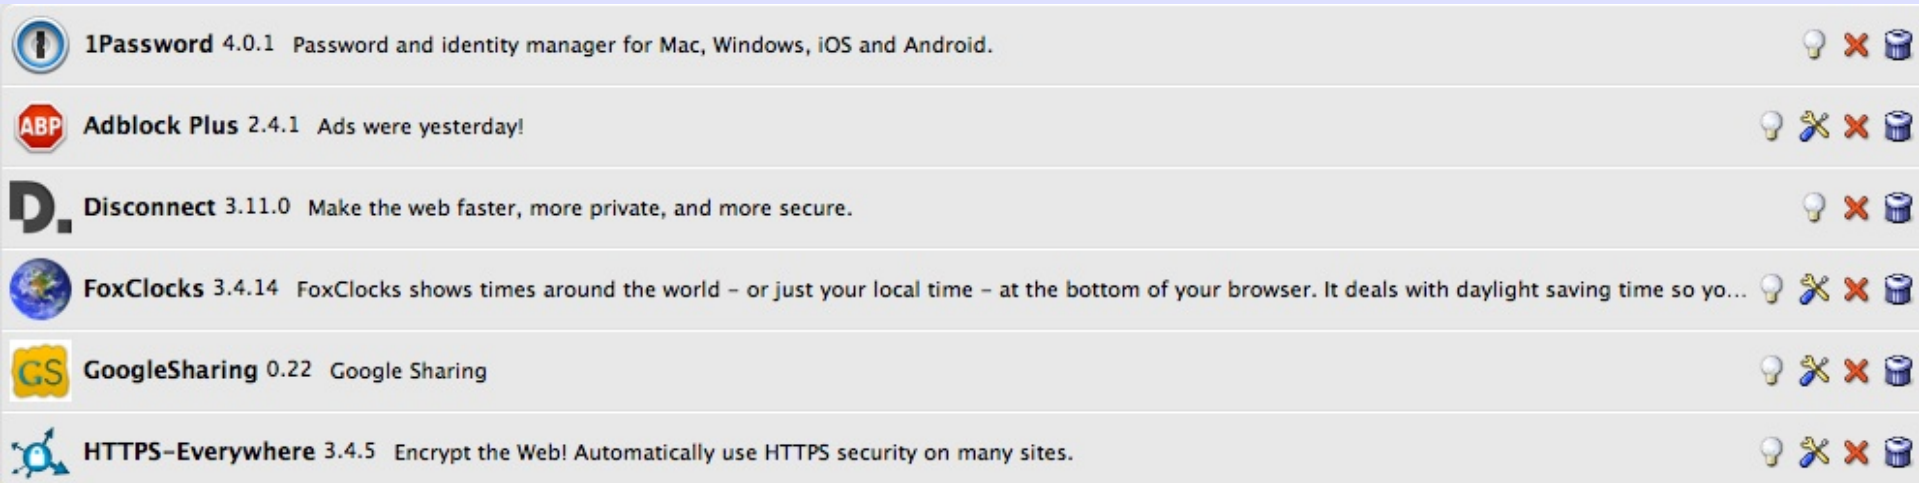 1Password 4.0.1 Password and identity manager for Mac, Windows, iOS and Android.
ABP Adblock Plus 2.4.1 Ads were yesterday!
D. Disconnect 3.11.0 Make the web faster, more private, and more secure.
FoxClocks 3.4.14 FoxClocks shows times around the world – or just your local time – at the bottom of your browser. It deals with daylight saving time so yo...
GS GoogleSharing 0.22 Google Sharing
HTTPS-Everywhere 3.4.5 Encrypt the Web! Automatically use HTTPS security on many sites.